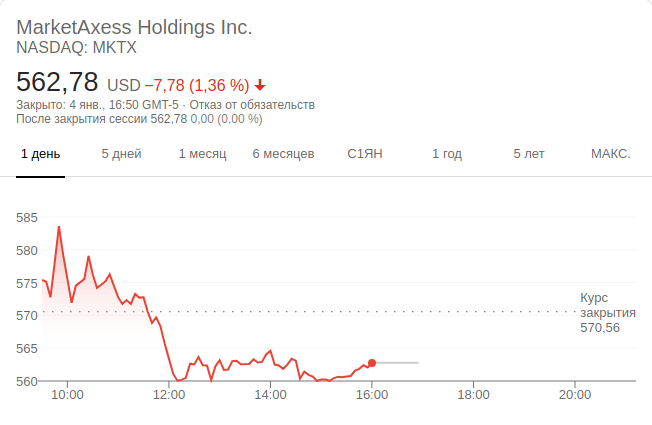 MarketAxess Holdings Inc.
NASDAQ: MKTX
562,78 USD −7,78 (1,36 %)
Закрыто: 4 янв., 16:50 GMT-5 · Отказ от обязательств
После закрытия сессии 562,78 0,00 (0,00 %)
1 день 5 дней 1 месяц 6 месяцев С1ЯН 1 год 5 лет МАКС.
585
580
575
570
565
560
Курс
закрытия
570,56
10:00 12:00 14:00 16:00 18:00 20:00